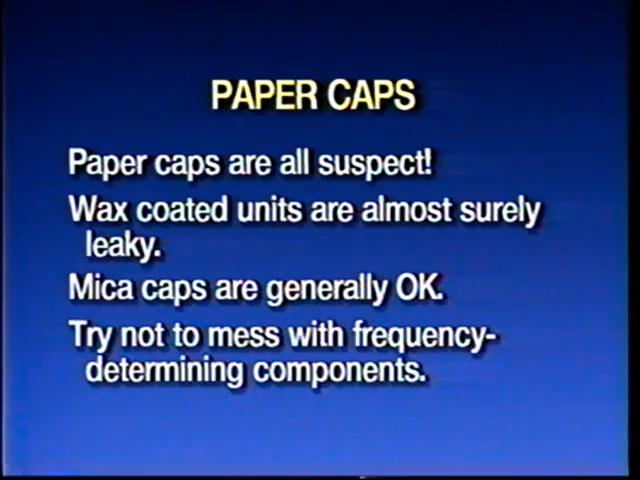 PAPER CAPS
Paper caps are all suspect!
Wax coated units are almost surely
leaky.
Mica caps are generally OK.
Try not to mess with frequency-
determining components.